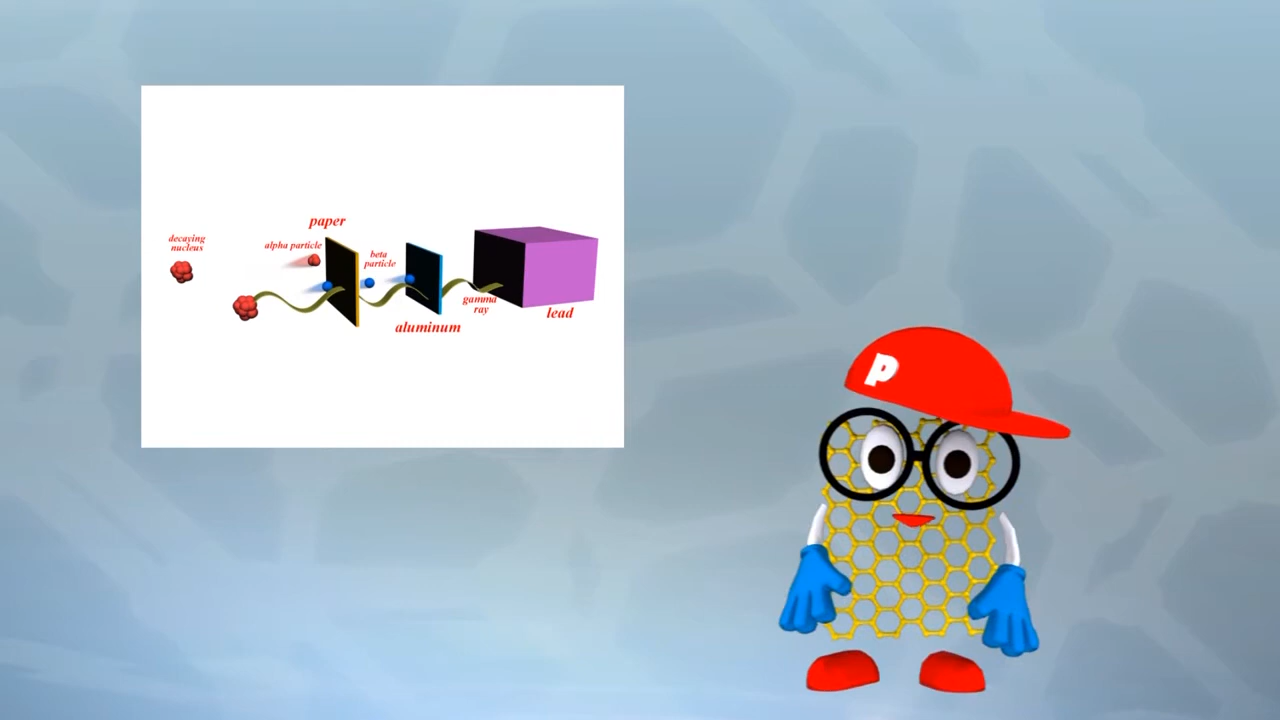 paper
decaying
nucleus
alpha particle
beta
particle
gamma
ray
aluminum
lead
P